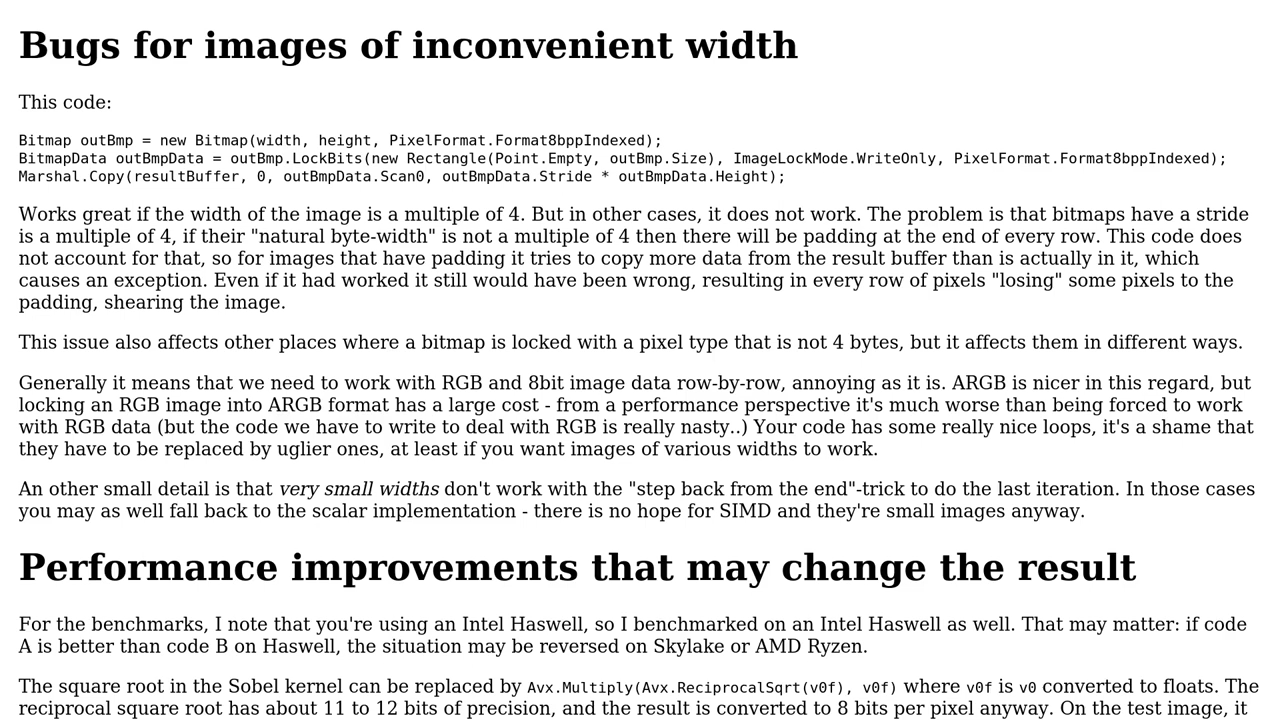 Bugs for images of inconvenient width
This code:
Bitmap outBmp = new Bitmap(width, height, PixelFormat.Format8bppIndexed);
BitmapData outBmpData = outBmp.LockBits(new Rectangle(Point.Empty, outBmp.Size), ImageLockMode.WriteOnly, PixelFormat.Format8bppIndexed);
Marshal.Copy(resultBuffer, 0, outBmpData.Scan0, outBmpData.Stride * outBmpData.Height);
Works great if the width of the image is a multiple of 4. But in other cases, it does not work. The problem is that bitmaps have a stride
is a multiple of 4, if their "natural byte-width" is not a multiple of 4 then there will be padding at the end of every row. This code does
not account for that, so for images that have padding it tries to copy more data from the result buffer than is actually in it, which
causes an exception. Even if it had worked it still would have been wrong, resulting in every row of pixels "losing" some pixels to the
padding, shearing the image.
This issue also affects other places where a bitmap is locked with a pixel type that is not 4 bytes, but it affects them in different ways.
Generally it means that we need to work with RGB and 8bit image data row-by-row, annoying as it is. ARGB is nicer in this regard, but
locking an RGB image into ARGB format has a large cost - from a performance perspective it's much worse than being forced to work
with RGB data (but the code we have to write to deal with RGB is really nasty..) Your code has some really nice loops, it's a shame that
they have to be replaced by uglier ones, at least if you want images of various widths to work.
An other small detail is that very small widths don't work with the "step back from the end"-trick to do the last iteration. In those cases
you may as well fall back to the scalar implementation - there is no hope for SIMD and they're small images anyway.
Performance improvements that may change the result
For the benchmarks, I note that you're using an Intel Haswell, so I benchmarked on an Intel Haswell as well. That may matter: if code
A is better than code B on Haswell, the situation may be reversed on Skylake or AMD Ryzen.
The square root in the Sobel kernel can be replaced by Avx.Multiply(Avx.ReciprocalSqrt(v0f), v0f) where v0f is v0 converted to floats. The
reciprocal square root has about 11 to 12 bits of precision, and the result is converted to 8 bits per pixel anyway. On the test image, it